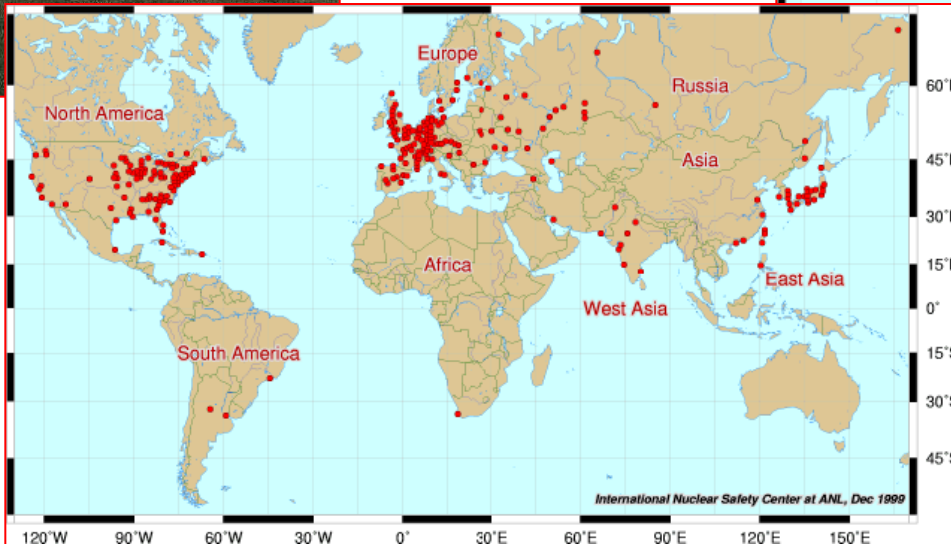 Europe
60°
Russia
North America
Asia
45°
30°
Africa
15°
East Asia
West Asia
0°
South America
15°S
30°S
45°S
International Nuclear Safety Center at ANL, Dec 1999
120°W 90°W 60°W 30°W 0° 30°E 60°E 90°E 120°E 150°E